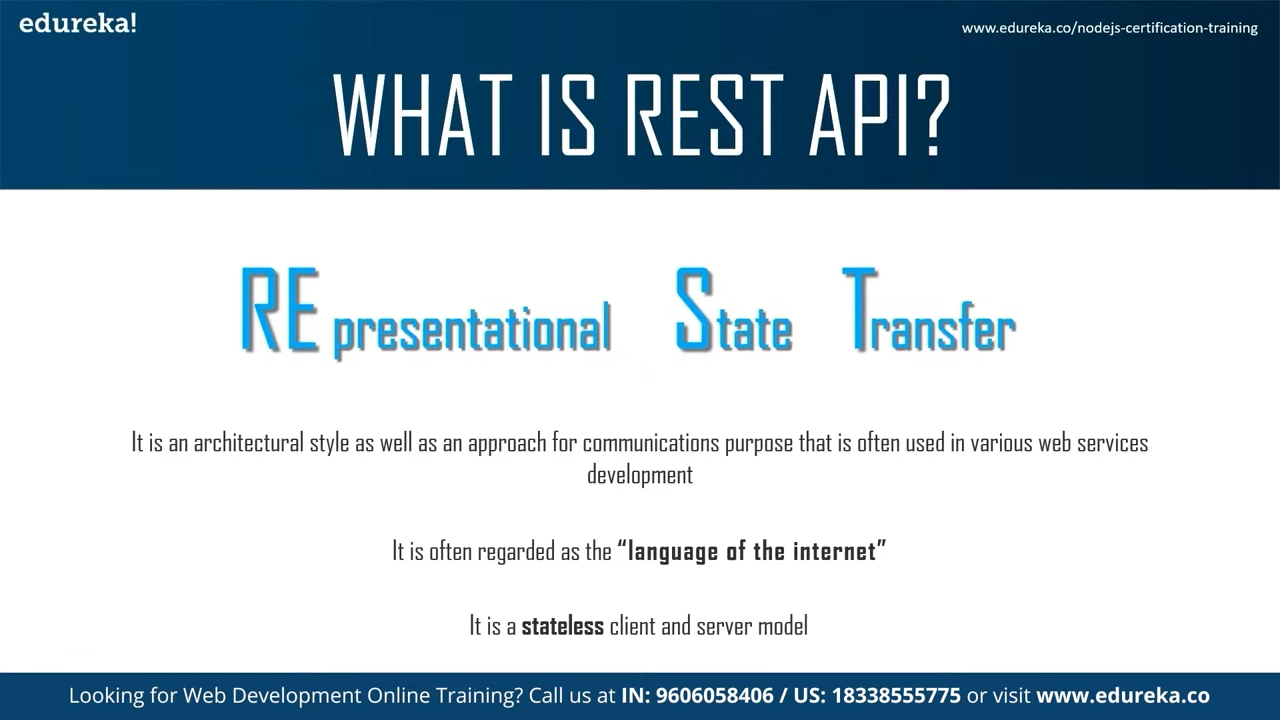 edureka!
www.edureka.co/nodejs-certification-training
WHAT IS REST API?
REpresentational State Transfer
It is an architectural style as well as an approach for communications purpose that is often used in various web services
development
It is often regarded as the “language of the internet”
It is a stateless client and server model
Looking for Web Development Online Training? Call us at IN: 9606058406 / US: 18338555775 or visit www.edureka.co